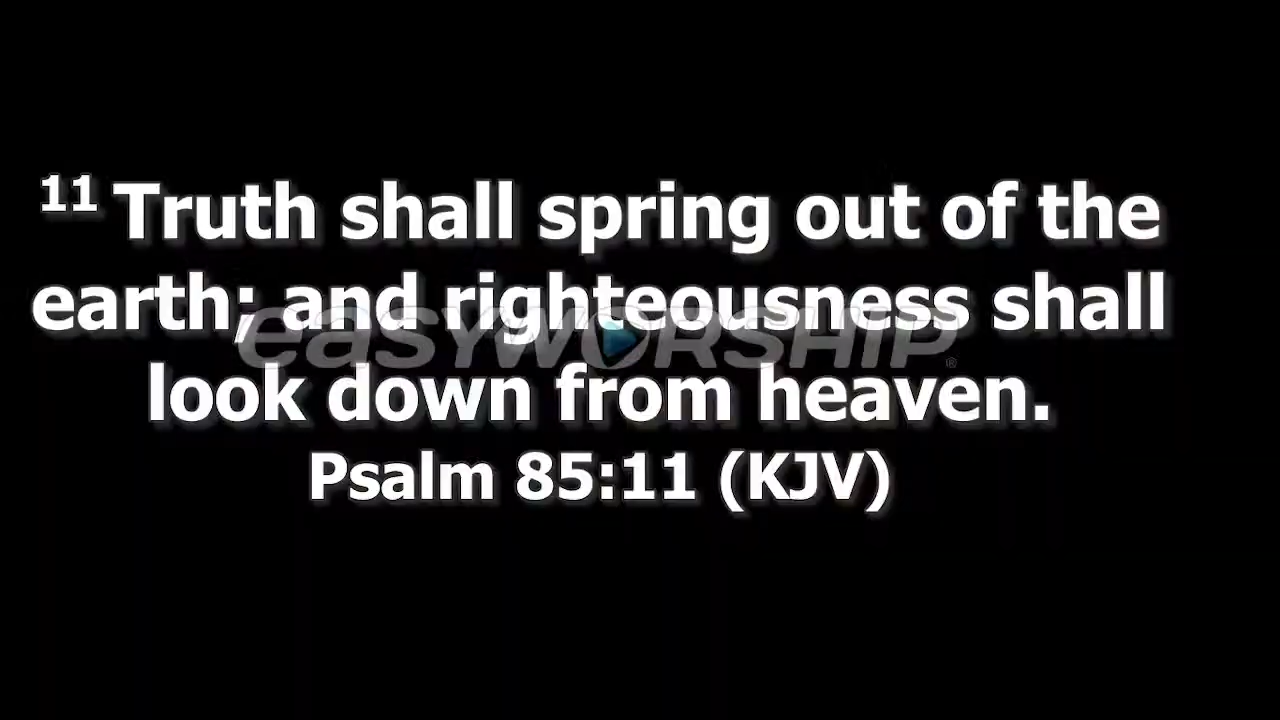 11 Truth shall spring out of the
earth; and righteousness shall
easyworship®
look down from heaven.
Psalm 85:11 (KJV)